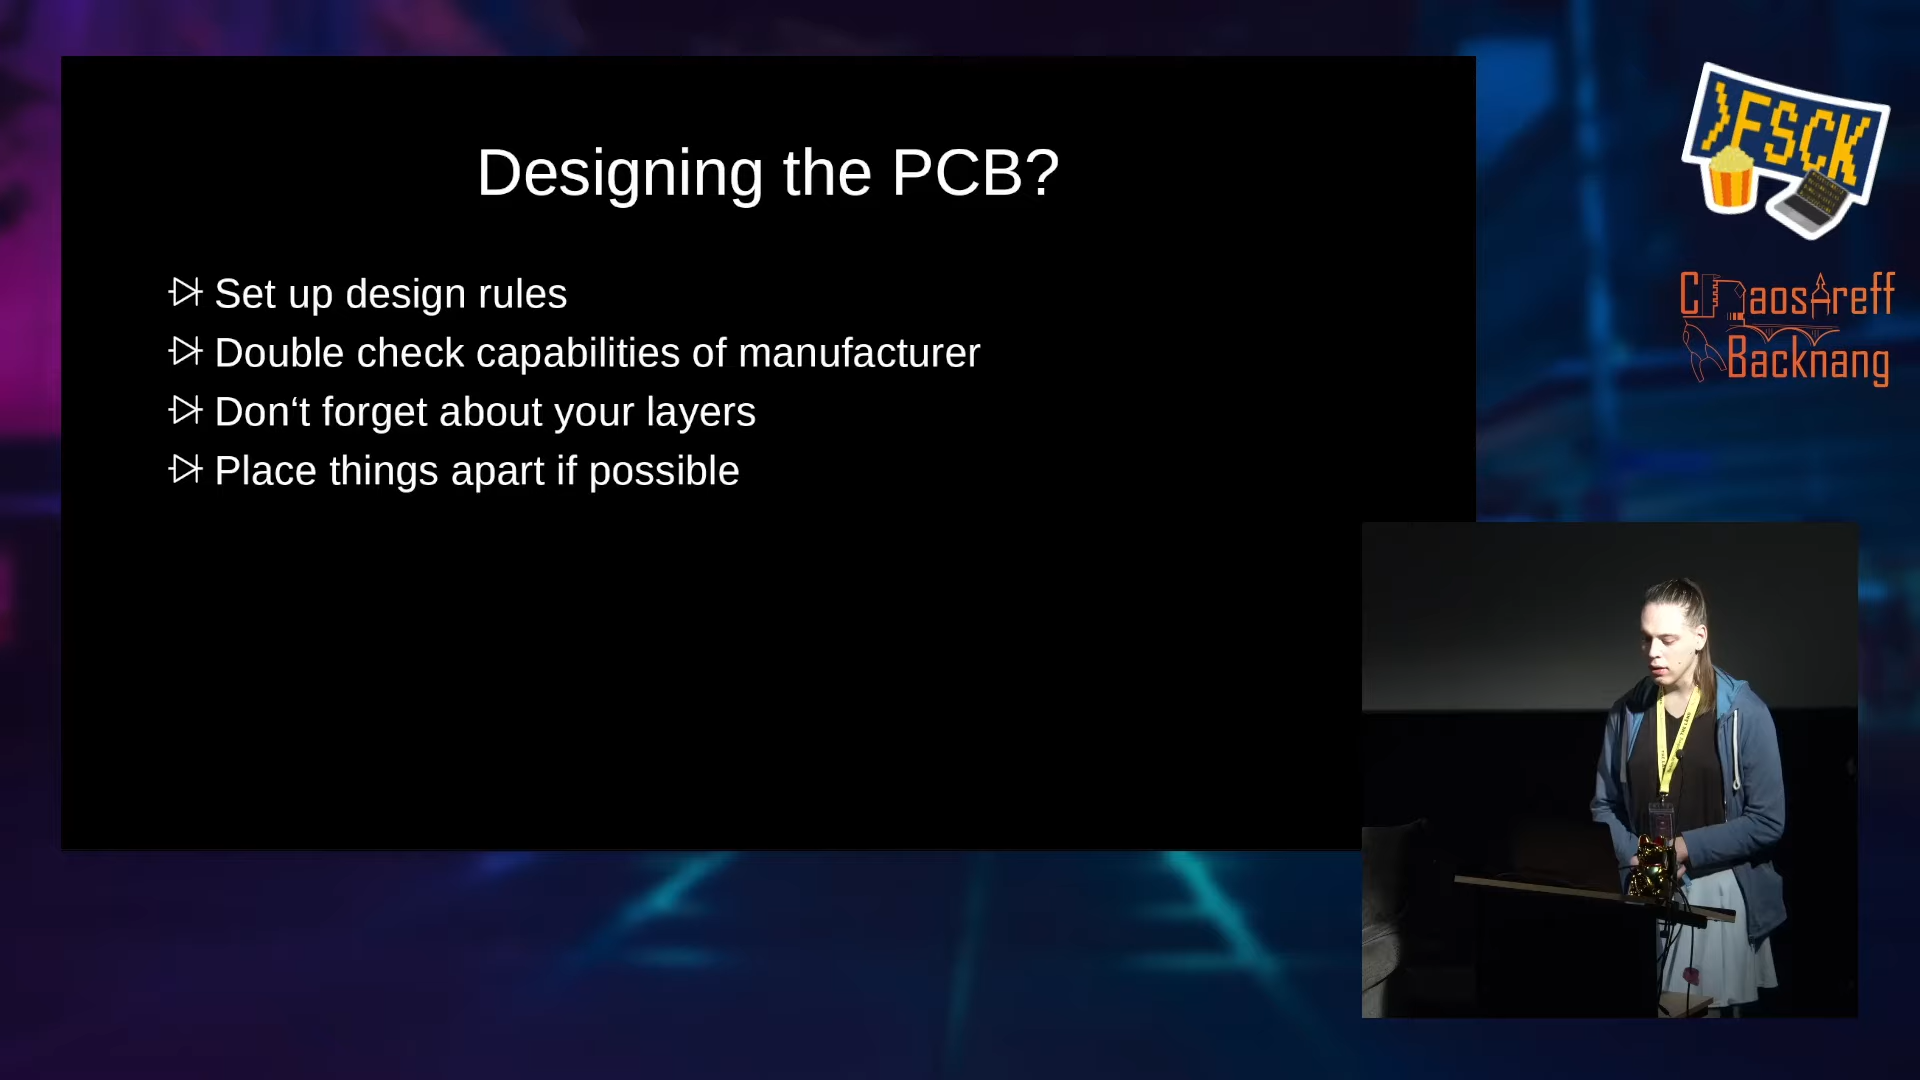 Designing the PCB?
Set up design rules
Double check capabilities of manufacturer
Don‘t forget about your layers
Place things apart if possible
>FSCK
Chaostreff
Backnang